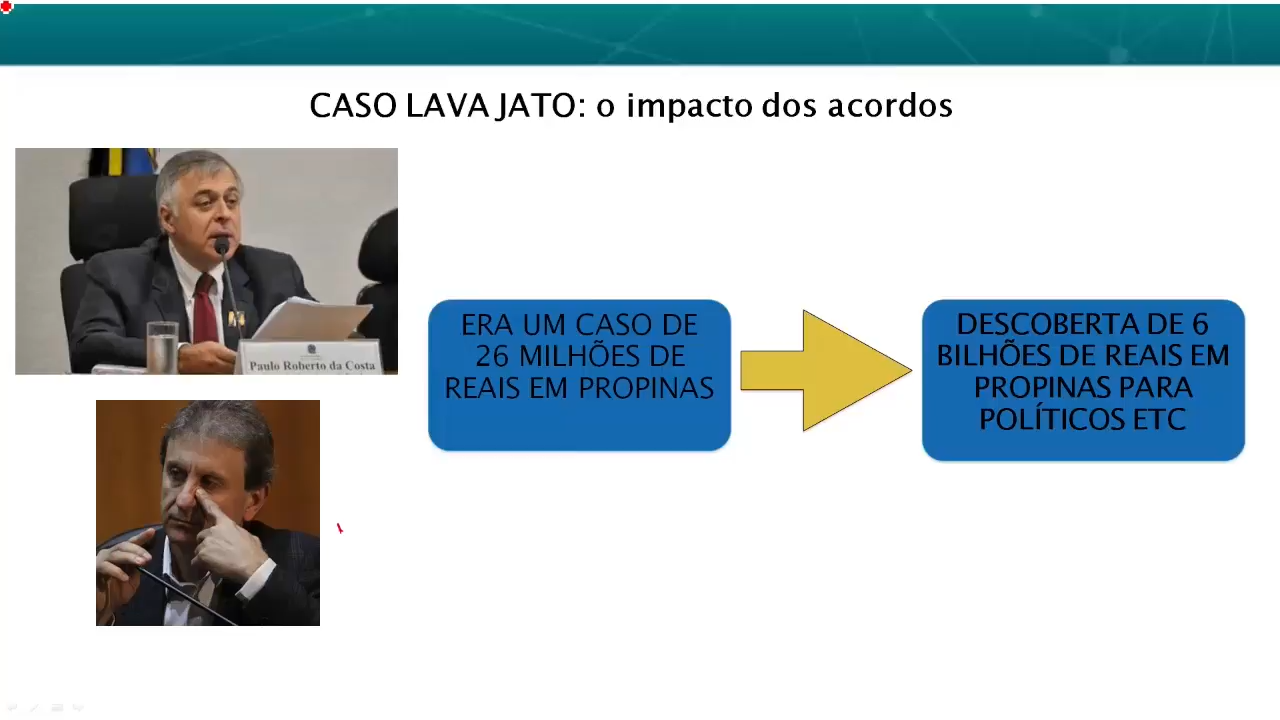 CASO LAVA JATO: o impacto dos acordos
Paulo Roberto da Costa
ERA UM CASO DE
26 MILHÕES DE
REAIS EM PROPINAS
DESCOBERTA DE 6
BILHÕES DE REAIS EM
PROPINAS PARA
POLÍTICOS ETC